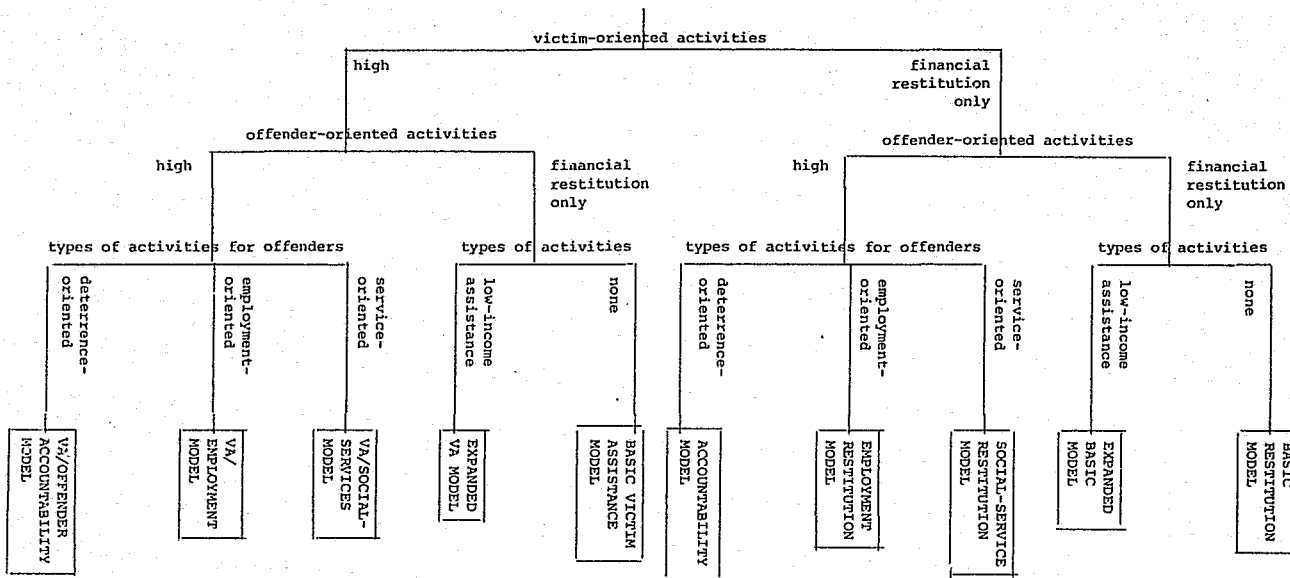 victim-oriented activities
high
financial
restitution
only
offender-oriented activities
offender-oriented activities
high
financial
restitution
only
high
financial
restitution
only
types of activities for offenders
types of activities
types of activities for offenders
types of activities
deterrence-
oriented
employment-
oriented
service-
oriented
low-income
assistance
none
deterrence-
oriented
employment-
oriented
service-
oriented
low-income
assistance
none
VA/OFFENDER
ACCOUNTABILITY
MODEL
VA/
EMPLOYMENT
MODEL
VA/SOCIAL-
SERVICES
MODEL
EXPANDED
VA MODEL
BASIC VICTIM
ASSISTANCE
MODEL
ACCOUNTABILITY
MODEL
EMPLOYMENT
RESTITUTION
MODEL
SOCIAL-SERVICE
RESTITUTION
MODEL
EXPANDED
BASIC
MODEL
BASIC
RESTITUTION
MODEL